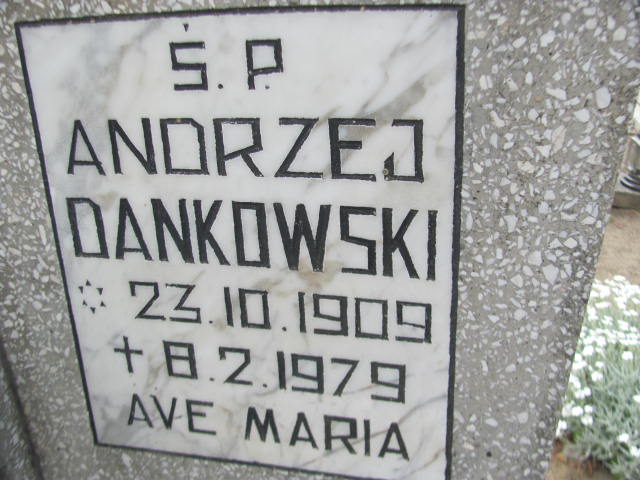 Ś.P.
ANDRZEJ
DANKOWSKI
✡ 23.10.1909
† 8.2.1979
AVE MARIA